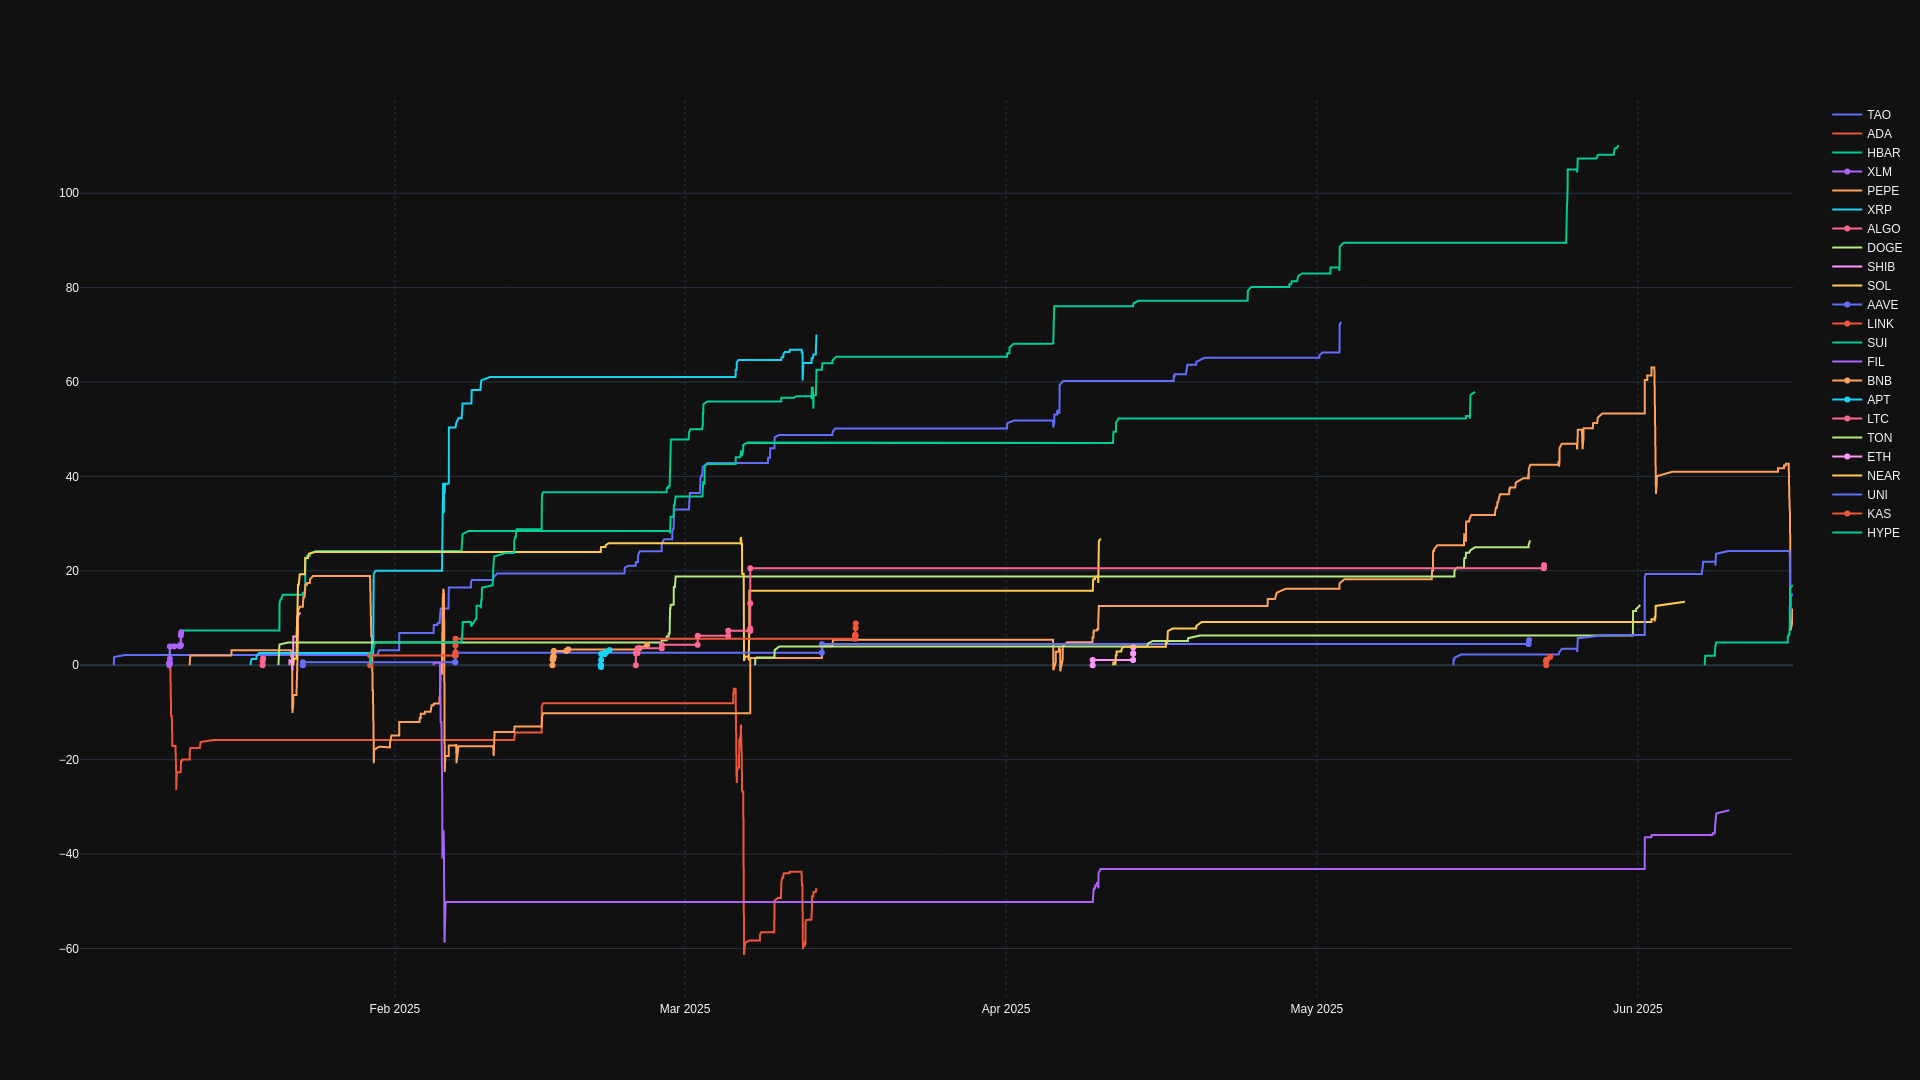 100
80
60
40
20
0
−20
−40
−60
Feb 2025
Mar 2025
Apr 2025
May 2025
Jun 2025
TAO
ADA
HBAR
XLM
PEPE
XRP
ALGO
DOGE
SHIB
SOL
AAVE
LINK
SUI
FIL
BNB
APT
LTC
TON
ETH
NEAR
UNI
KAS
HYPE